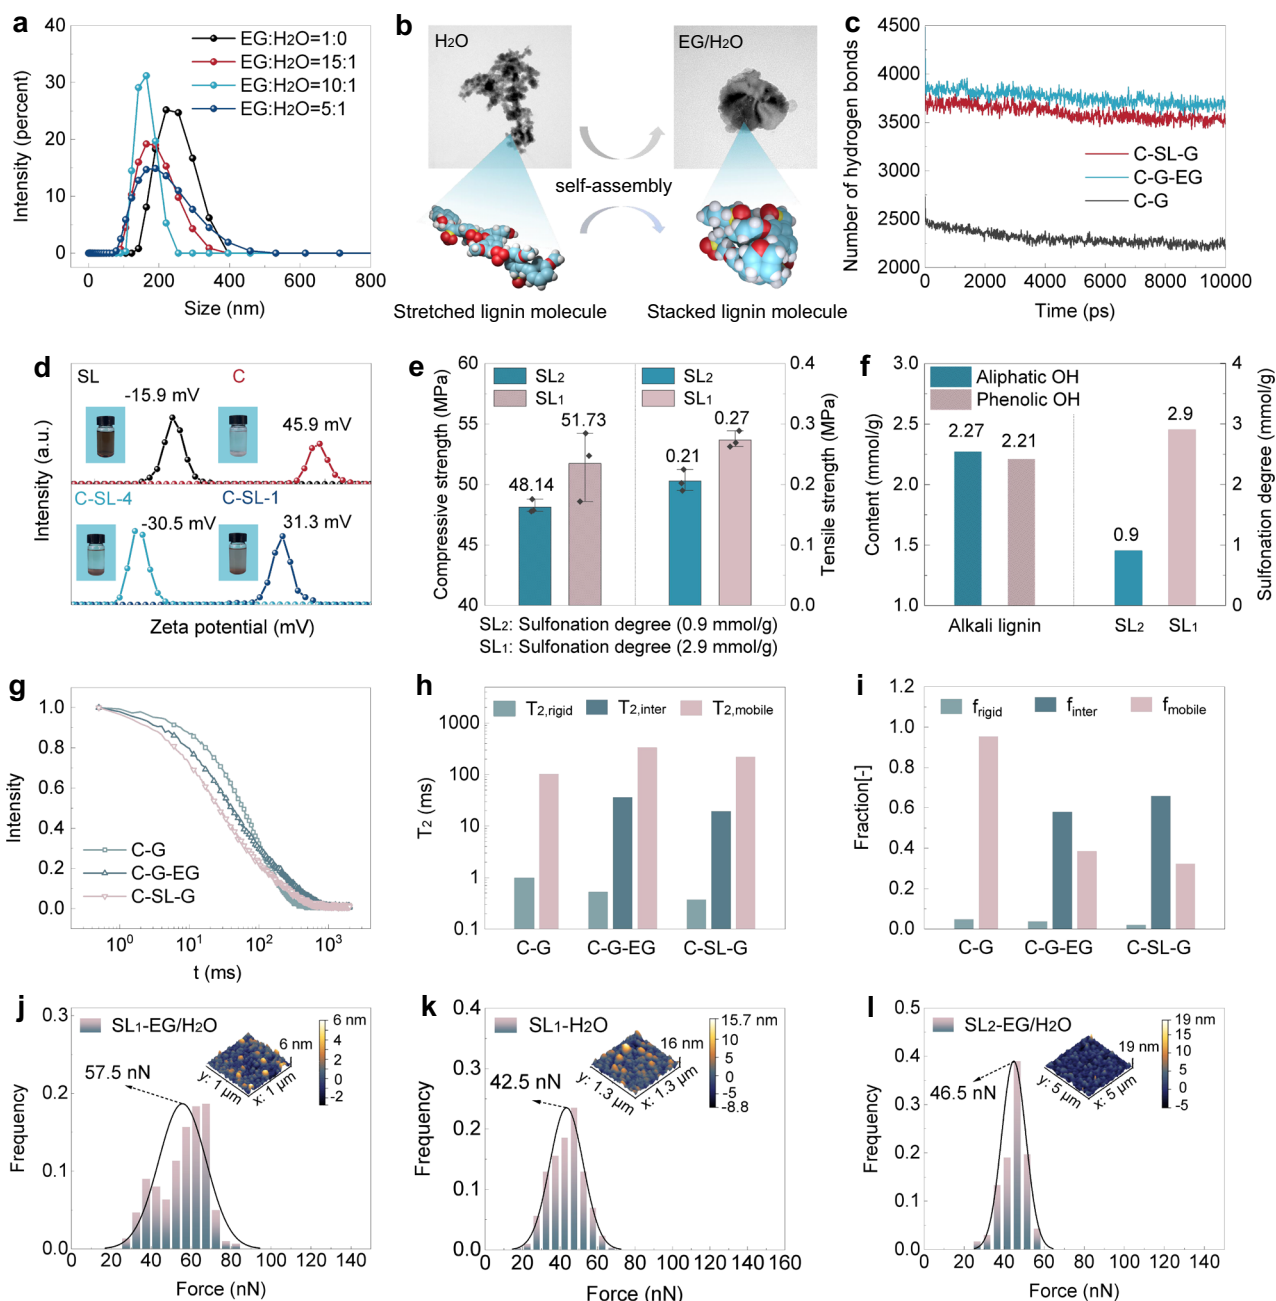 a
40
30
20
10
0
Intensity (percent)
EG:H2O=1:0
EG:H2O=15:1
EG:H2O=10:1
EG:H2O=5:1
0 200 400 600 800
Size (nm)
b
H2O
EG/H2O
self-assembly
Stretched lignin molecule
Stacked lignin molecule
c
4500
4000
3500
3000
2500
2000
Number of hydrogen bonds
C-SL-G
C-G-EG
C-G
0 2000 4000 6000 8000 10000
Time (ps)
d
Intensity (a.u.)
SL
-15.9 mV
C
45.9 mV
C-SL-4
-30.5 mV
C-SL-1
31.3 mV
Zeta potential (mV)
e
60
55
50
45
40
Compressive strength (MPa)
SL2
SL1
48.14
51.73
SL2
SL1
0.21
0.27
0.4
0.3
0.2
0.1
0.0
Tensile strength (MPa)
SL2: Sulfonation degree (0.9 mmol/g)
SL1: Sulfonation degree (2.9 mmol/g)
f
3.0
2.5
2.0
1.5
1.0
Content (mmol/g)
Aliphatic OH
Phenolic OH
2.27
2.21
0.9
2.9
4
3
2
1
0
Sulfonation degree (mmol/g)
Alkali lignin
SL2
SL1
g
1.0
0.8
0.6
0.4
0.2
0.0
Intensity
C-G
C-G-EG
C-SL-G
10^0 10^1 10^2 10^3
t (ms)
h
1000
100
10
1
0.1
T2 (ms)
T2,rigid
T2,inter
T2,mobile
C-G
C-G-EG
C-SL-G
i
1.2
1.0
0.8
0.6
0.4
0.2
0.0
Fraction[-]
frigid
finter
fmobile
C-G
C-G-EG
C-SL-G
j
0.3
0.2
0.1
0.0
Frequency
SL1-EG/H2O
57.5 nN
6 nm
y: 1 μm
x: 1 μm
6 nm
4
2
0
-2
0 20 40 60 80 100 120 140
Force (nN)
k
0.4
0.3
0.2
0.1
0.0
Frequency
SL1-H2O
42.5 nN
16 nm
y: 1.3 μm
x: 1.3 μm
15.7 nm
10
5
0
-8.8
0 20 40 60 80 100 120 140 160
Force (nN)
l
0.5
0.4
0.3
0.2
0.1
0.0
Frequency
SL2-EG/H2O
46.5 nN
19 nm
y: 5 μm
x: 5 μm
19 nm
15
10
5
0
-5
0 20 40 60 80 100 120 140
Force (nN)